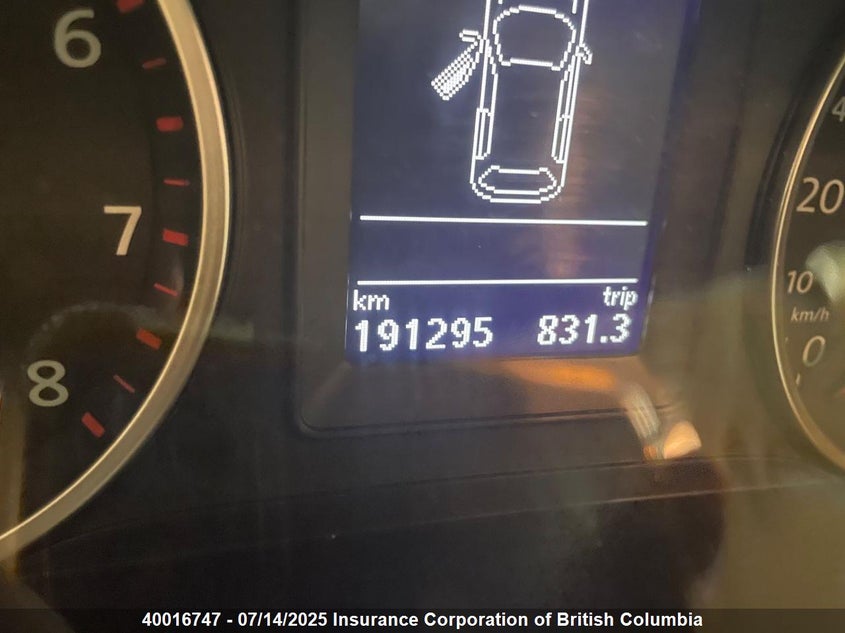 6
7
8
km trip
191295 831.3
20
10
km/h
0
40016747 - 07/14/2025 Insurance Corporation of British Columbia